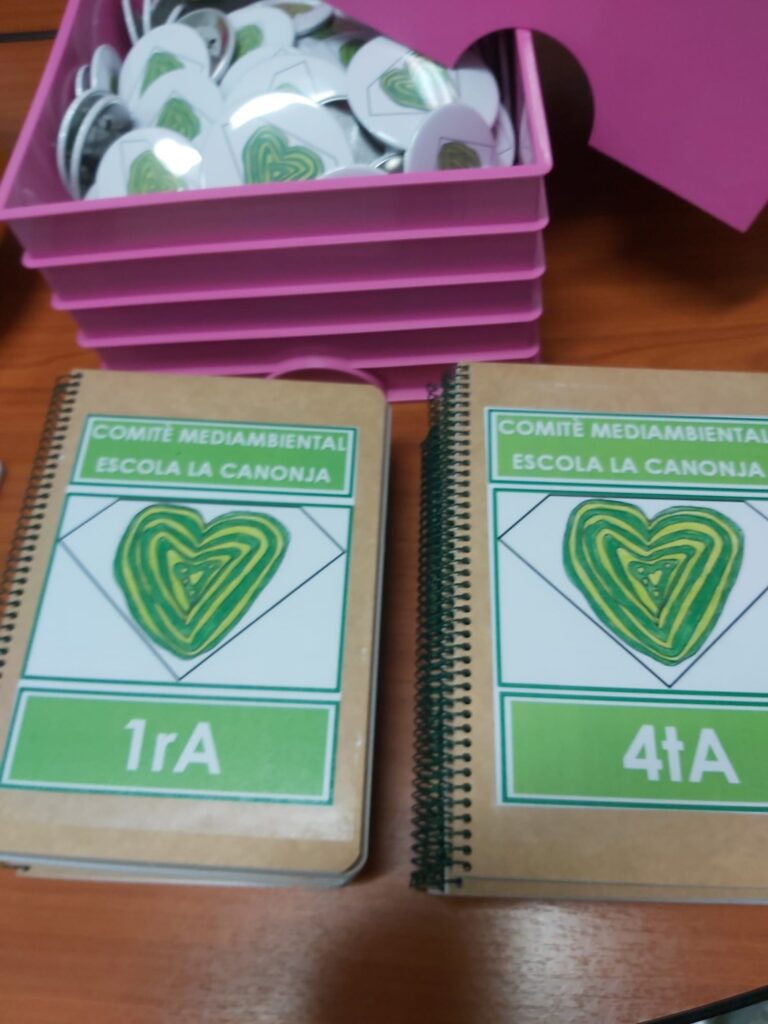 COMITÈ MEDIAMBIENTAL
ESCOLA LA CANONJA
1rA
COMITÈ MEDIAMBIENTAL
ESCOLA LA CANONJA
4tA